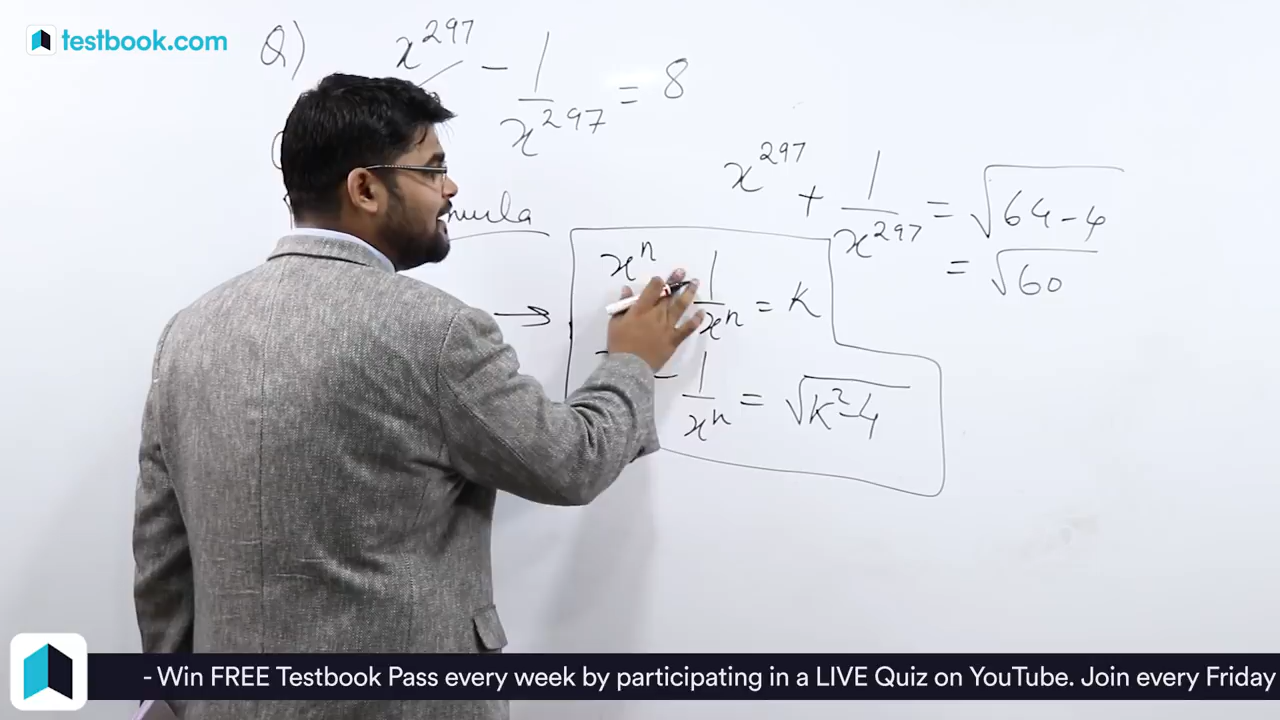 testbook.com
Q) x^297 - 1/x^297 = 8
x^297 + 1/x^297 = √64-4
= √60
x^n 1/x^n = K
- 1/x^n = √K²-4
- Win FREE Testbook Pass every week by participating in a LIVE Quiz on YouTube. Join every Friday